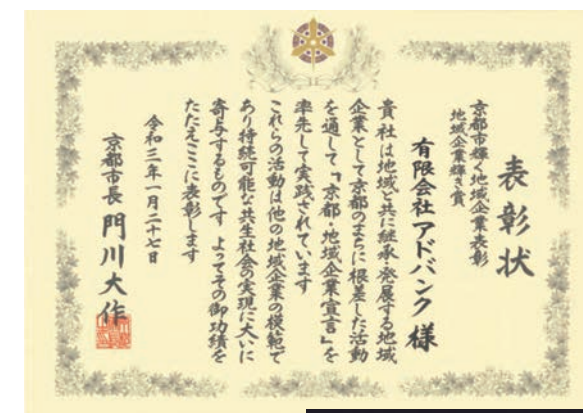 表彰状
京都市輝く地域企業表彰
地域企業輝き賞
有限会社アドバンク様
貴社は地域と共に継承・発展する地域
企業として京都のまちに根差した活動
を通して「京都・地域企業宣言」を
率先して実践されています
これらの活動は他の地域企業の模範で
あり持続可能な共生社会の実現に大いに
寄与するものです よってその御功績を
たたえここに表彰します
令和三年一月二十七日
京都市長 門川大作